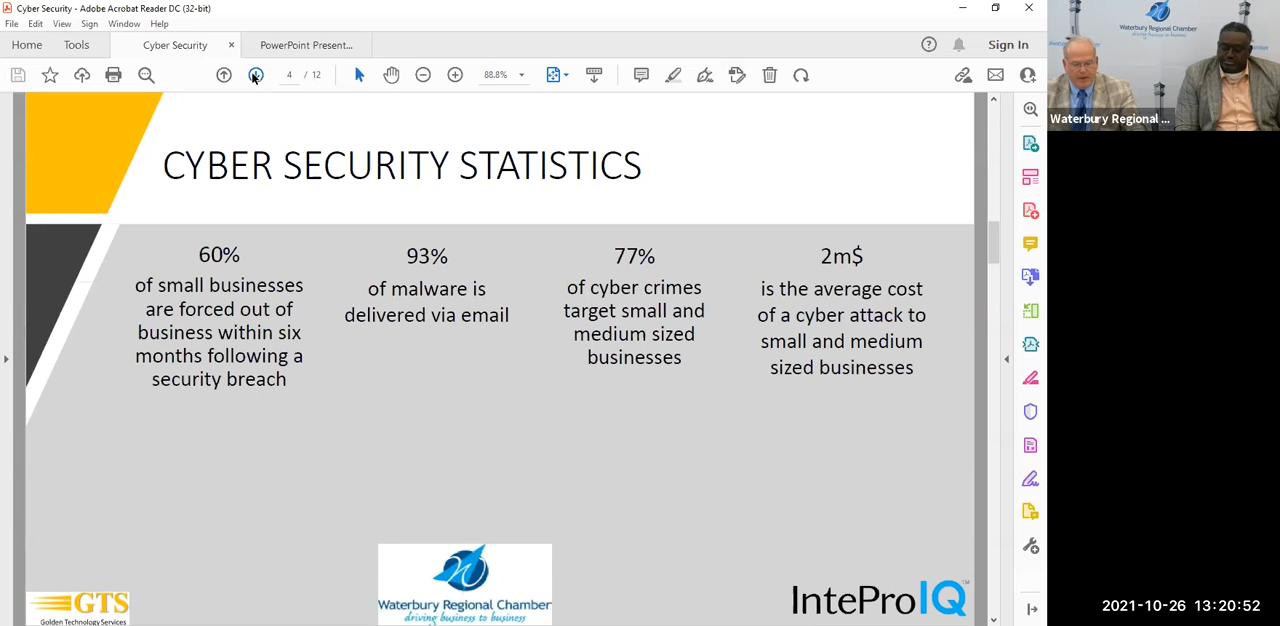 Cyber Security - Adobe Acrobat Reader DC (32-bit)
File Edit View Sign Window Help
Home Tools Cyber Security × PowerPoint Present... Sign In
4 / 12 88.8%
CYBER SECURITY STATISTICS
60%
of small businesses
are forced out of
business within six
months following a
security breach
93%
of malware is
delivered via email
77%
of cyber crimes
target small and
medium sized
businesses
2m$
is the average cost
of a cyber attack to
small and medium
sized businesses
GTS
Golden Technology Services
Waterbury Regional Chamber
driving business to business
InteProIQ™
Waterbury Regional Chamber
driving business to business
Waterbury Regional ...
2021-10-26 13:20:52